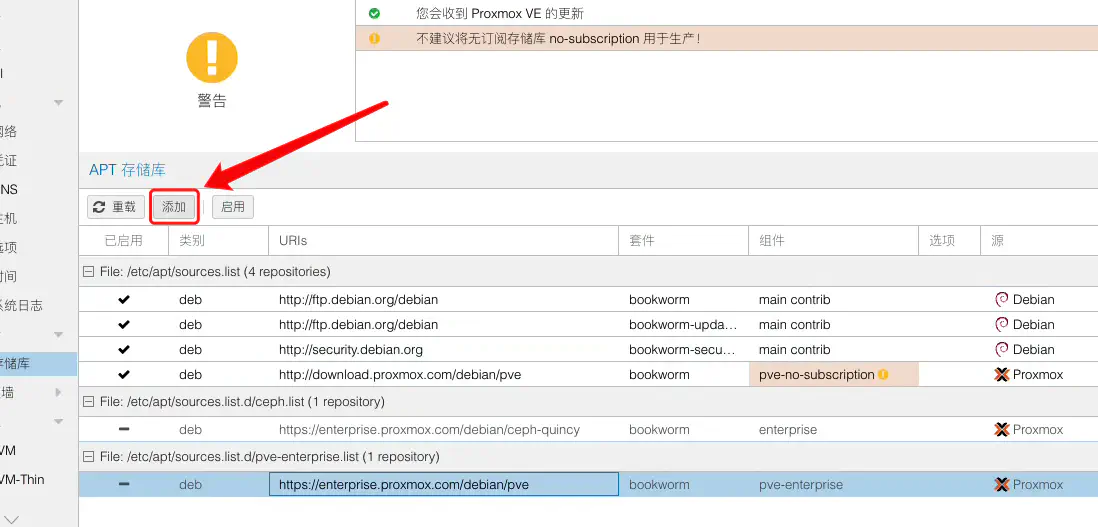 您会收到 Proxmox VE 的更新
不建议将无订阅存储库 no-subscription 用于生产！
警告
APT 存储库
重载 添加 启用
已启用 类别 URIs 套件 组件 选项 源
File: /etc/apt/sources.list (4 repositories)
deb http://ftp.debian.org/debian bookworm main contrib Debian
deb http://ftp.debian.org/debian bookworm-upda… main contrib Debian
deb http://security.debian.org bookworm-secu… main contrib Debian
deb http://download.proxmox.com/debian/pve bookworm pve-no-subscription Proxmox
File: /etc/apt/sources.list.d/ceph.list (1 repository)
deb https://enterprise.proxmox.com/debian/ceph-quincy bookworm enterprise Proxmox
File: /etc/apt/sources.list.d/pve-enterprise.list (1 repository)
deb https://enterprise.proxmox.com/debian/pve bookworm pve-enterprise Proxmox
网络
凭证
NS
主机
选项
时间
系统日志
存储库
墙
VM
VM-Thin